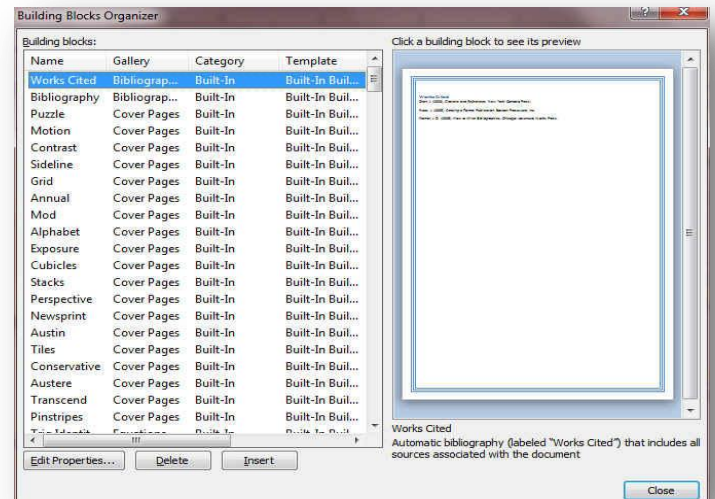 Building Blocks Organizer
Building blocks:
Click a building block to see its preview
Name Gallery Category Template
Works Cited Bibliograp... Built-In Built-In Buil...
Bibliography Bibliograp... Built-In Built-In Buil...
Puzzle Cover Pages Built-In Built-In Buil...
Motion Cover Pages Built-In Built-In Buil...
Contrast Cover Pages Built-In Built-In Buil...
Sideline Cover Pages Built-In Built-In Buil...
Grid Cover Pages Built-In Built-In Buil...
Annual Cover Pages Built-In Built-In Buil...
Mod Cover Pages Built-In Built-In Buil...
Alphabet Cover Pages Built-In Built-In Buil...
Exposure Cover Pages Built-In Built-In Buil...
Cubicles Cover Pages Built-In Built-In Buil...
Stacks Cover Pages Built-In Built-In Buil...
Perspective Cover Pages Built-In Built-In Buil...
Newsprint Cover Pages Built-In Built-In Buil...
Austin Cover Pages Built-In Built-In Buil...
Tiles Cover Pages Built-In Built-In Buil...
Conservative Cover Pages Built-In Built-In Buil...
Austere Cover Pages Built-In Built-In Buil...
Transcend Cover Pages Built-In Built-In Buil...
Pinstripes Cover Pages Built-In Built-In Buil...
Works Cited
Works Cited
Automatic bibliography (labeled "Works Cited") that includes all
sources associated with the document
Edit Properties... Delete Insert
Close